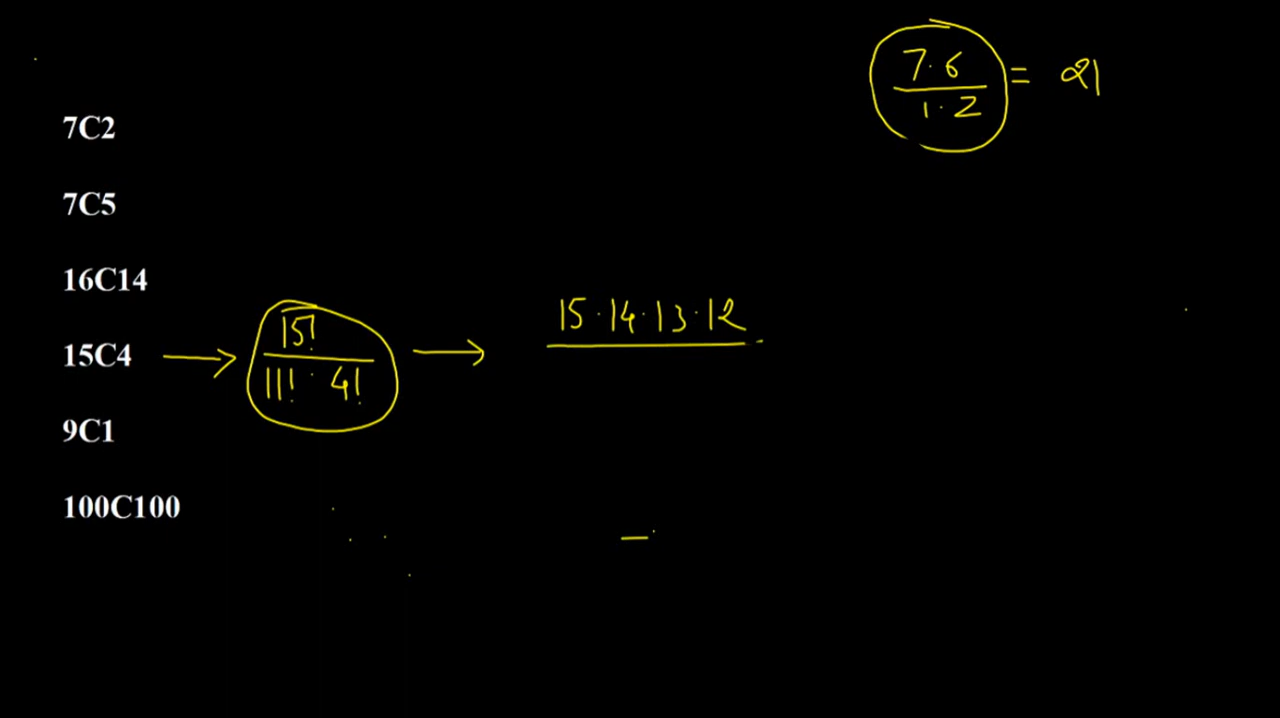 7·6
1·2
= 21
7C2
7C5
16C14
15C4 → 15! / 11! · 4! → 15·14·13·12
9C1
100C100